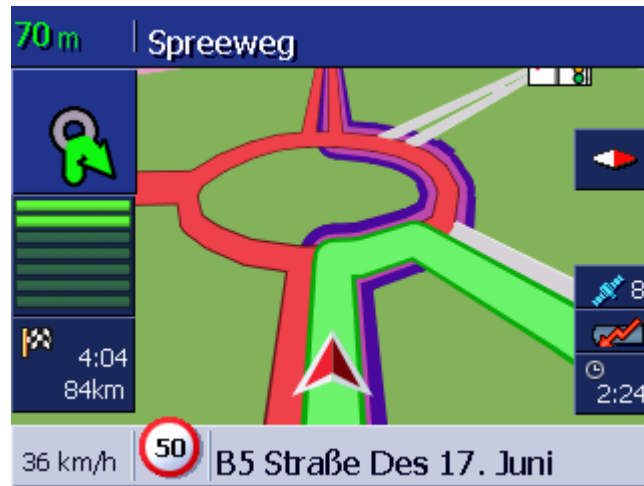 70 m
Spreeweg
8
4:04
84km
2:24
36 km/h
50
B5 Straße Des 17. Juni